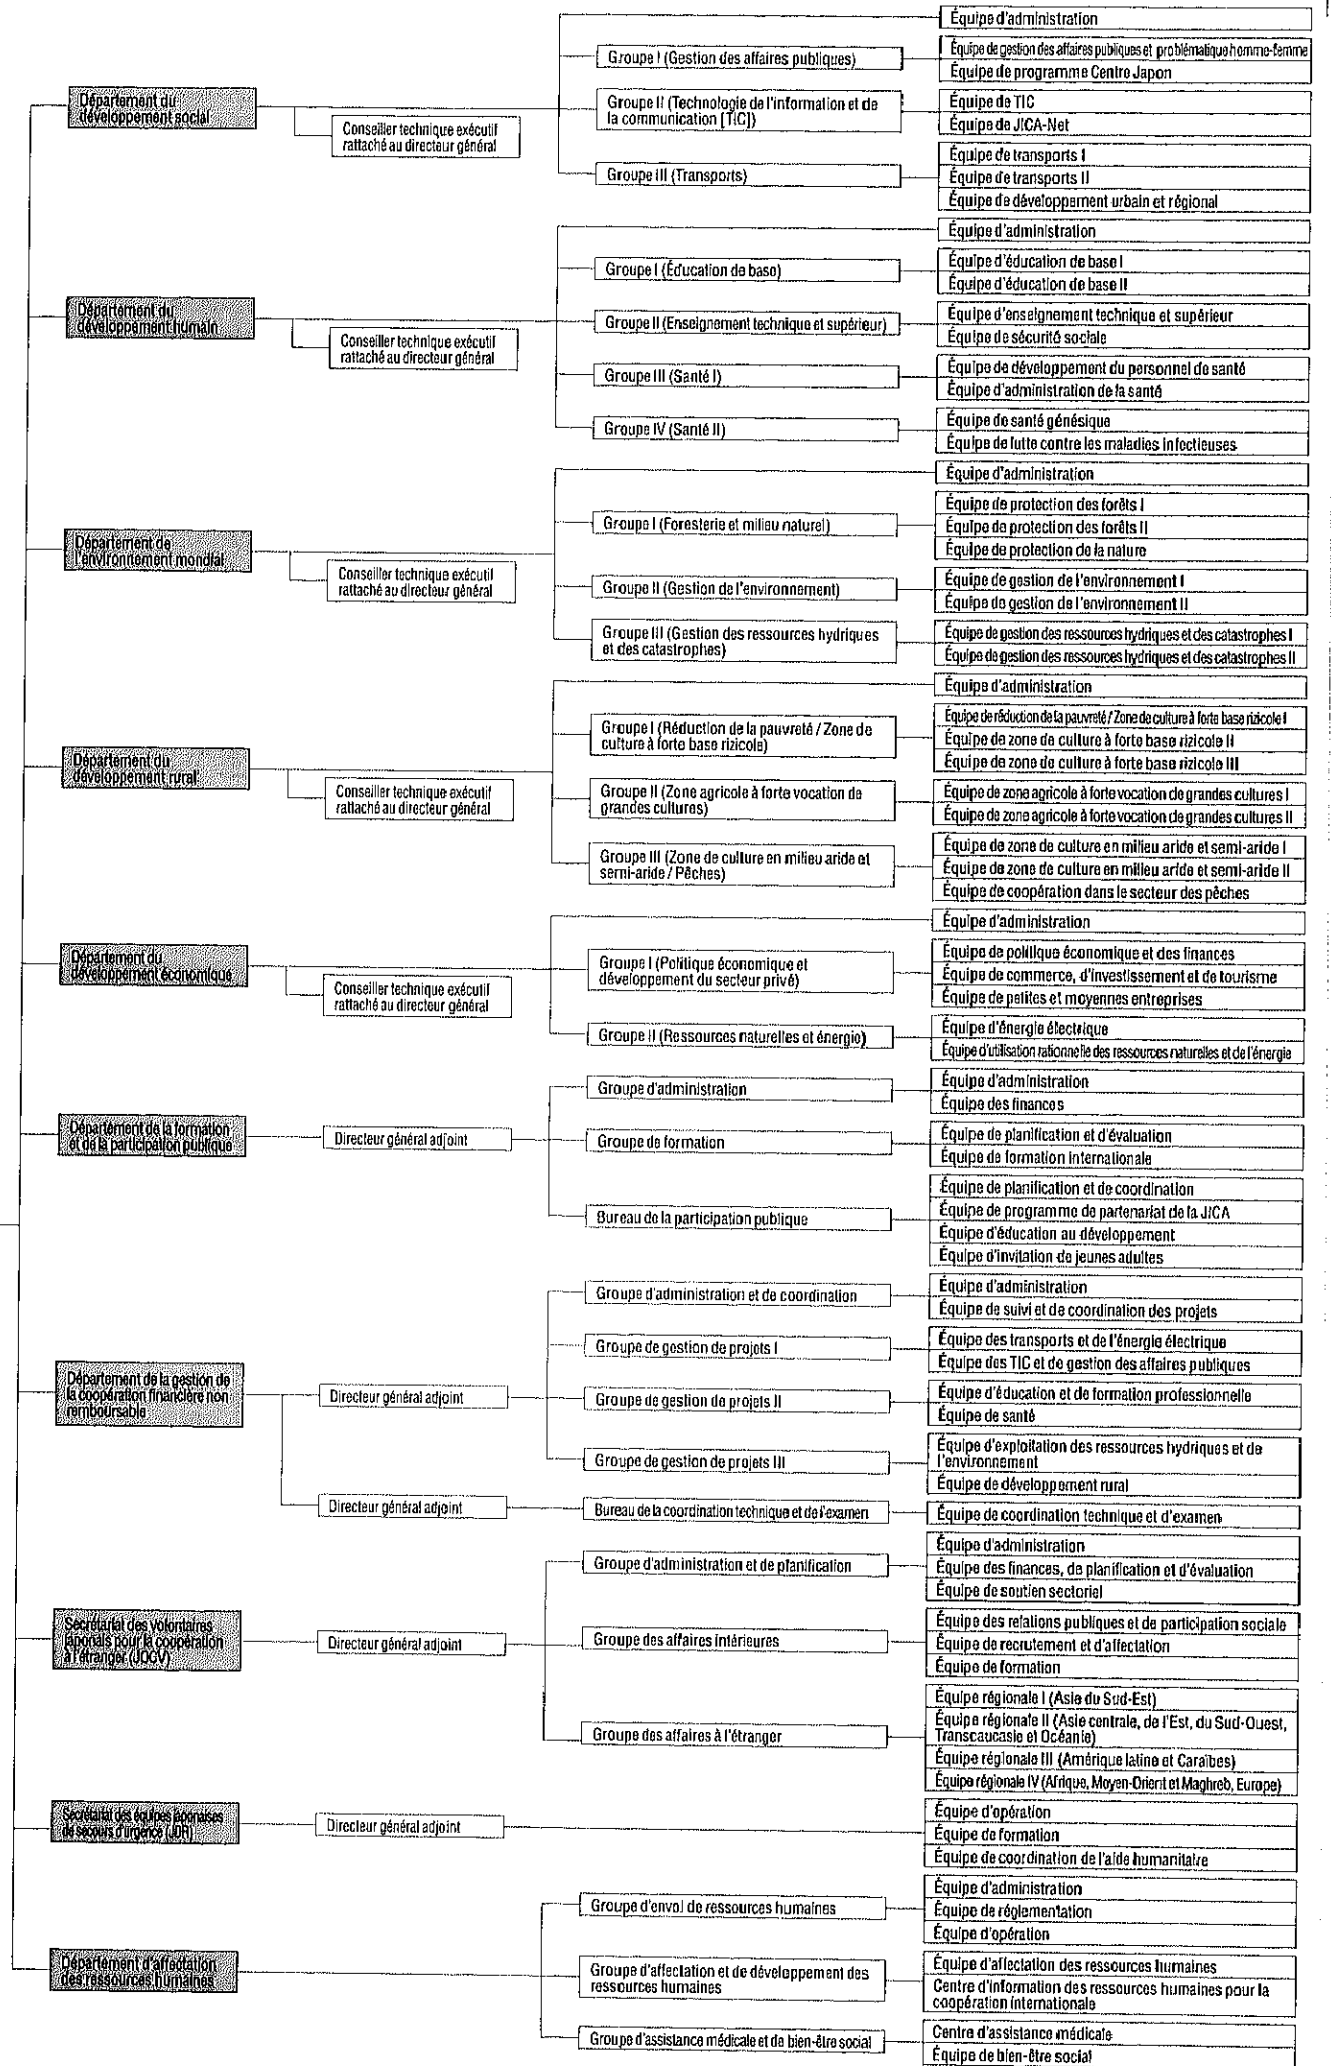 Département du
développement social
Conseiller technique exécutif
rattaché au directeur général
Équipe d'administration
Groupe I (Gestion des affaires publiques)
Équipe de gestion des affaires publiques et problématique homme-femme
Équipe de programme Centre Japon
Groupe II (Technologie de l'information et de
la communication [TIC])
Équipe de TIC
Équipe de JICA-Net
Groupe III (Transports)
Équipe de transports I
Équipe de transports II
Équipe de développement urbain et régional
Département du
développement humain
Conseiller technique exécutif
rattaché au directeur général
Équipe d'administration
Groupe I (Éducation de base)
Équipe d'éducation de base I
Équipe d'éducation de base II
Groupe II (Enseignement technique et supérieur)
Équipe d'enseignement technique et supérieur
Équipe de sécurité sociale
Groupe III (Santé I)
Équipe de développement du personnel de santé
Équipe d'administration de la santé
Groupe IV (Santé II)
Équipe de santé génésique
Équipe de lutte contre les maladies infectieuses
Département de
l'environnement mondial
Conseiller technique exécutif
rattaché au directeur général
Équipe d'administration
Groupe I (Foresterie et milieu naturel)
Équipe de protection des forêts I
Équipe de protection des forêts II
Équipe de protection de la nature
Groupe II (Gestion de l'environnement)
Équipe de gestion de l'environnement I
Équipe de gestion de l'environnement II
Groupe III (Gestion des ressources hydriques
et des catastrophes)
Équipe de gestion des ressources hydriques et des catastrophes I
Équipe de gestion des ressources hydriques et des catastrophes II
Département du
développement rural
Conseiller technique exécutif
rattaché au directeur général
Équipe d'administration
Groupe I (Réduction de la pauvreté / Zone de
culture à forte base rizicole)
Équipe de réduction de la pauvreté / Zone de culture à forte base rizicole I
Équipe de zone de culture à forte base rizicole II
Équipe de zone de culture à forte base rizicole III
Groupe II (Zone agricole à forte vocation de
grandes cultures)
Équipe de zone agricole à forte vocation de grandes cultures I
Équipe de zone agricole à forte vocation de grandes cultures II
Groupe III (Zone de culture en milieu aride et
semi-aride / Pêches)
Équipe de zone de culture en milieu aride et semi-aride I
Équipe de zone de culture en milieu aride et semi-aride II
Équipe de coopération dans le secteur des pêches
Département du
développement économique
Conseiller technique exécutif
rattaché au directeur général
Équipe d'administration
Groupe I (Politique économique et
développement du secteur privé)
Équipe de politique économique et des finances
Équipe de commerce, d'investissement et de tourisme
Équipe de petites et moyennes entreprises
Groupe II (Ressources naturelles et énergie)
Équipe d'énergie électrique
Équipe d'utilisation rationnelle des ressources naturelles et de l'énergie
Département de la formation
et de la participation publique
Directeur général adjoint
Groupe d'administration
Équipe d'administration
Équipe des finances
Groupe de formation
Équipe de planification et d'évaluation
Équipe de formation internationale
Bureau de la participation publique
Équipe de planification et de coordination
Équipe de programme de partenariat de la JICA
Équipe d'éducation au développement
Équipe d'invitation de jeunes adultes
Département de la gestion de
la coopération financière non
remboursable
Directeur général adjoint
Groupe d'administration et de coordination
Équipe d'administration
Équipe de suivi et de coordination des projets
Groupe de gestion de projets I
Équipe des transports et de l'énergie électrique
Équipe des TIC et de gestion des affaires publiques
Groupe de gestion de projets II
Équipe d'éducation et de formation professionnelle
Équipe de santé
Groupe de gestion de projets III
Équipe d'exploitation des ressources hydriques et de
l'environnement
Équipe de développement rural
Directeur général adjoint
Bureau de la coordination technique et de l'examen
Équipe de coordination technique et d'examen
Secrétariat des volontaires
japonais pour la coopération
à l'étranger (JOCV)
Directeur général adjoint
Groupe d'administration et de planification
Équipe d'administration
Équipe des finances, de planification et d'évaluation
Équipe de soutien sectoriel
Groupe des affaires intérieures
Équipe des relations publiques et de participation sociale
Équipe de recrutement et d'affectation
Équipe de formation
Groupe des affaires à l'étranger
Équipe régionale I (Asie du Sud-Est)
Équipe régionale II (Asie centrale, de l'Est, du Sud-Ouest,
Transcaucasie et Océanie)
Équipe régionale III (Amérique latine et Caraïbes)
Équipe régionale IV (Afrique, Moyen-Orient et Maghreb, Europe)
Secrétariat des équipes japonaises
de secours d'urgence (JDR)
Directeur général adjoint
Équipe d'opération
Équipe de formation
Équipe de coordination de l'aide humanitaire
Département d'affectation
des ressources humaines
Groupe d'envoi de ressources humaines
Équipe d'administration
Équipe de réglementation
Équipe d'opération
Groupe d'affectation et de développement des
ressources humaines
Équipe d'affectation des ressources humaines
Centre d'information des ressources humaines pour la
coopération internationale
Groupe d'assistance médicale et de bien-être social
Centre d'assistance médicale
Équipe de bien-être social